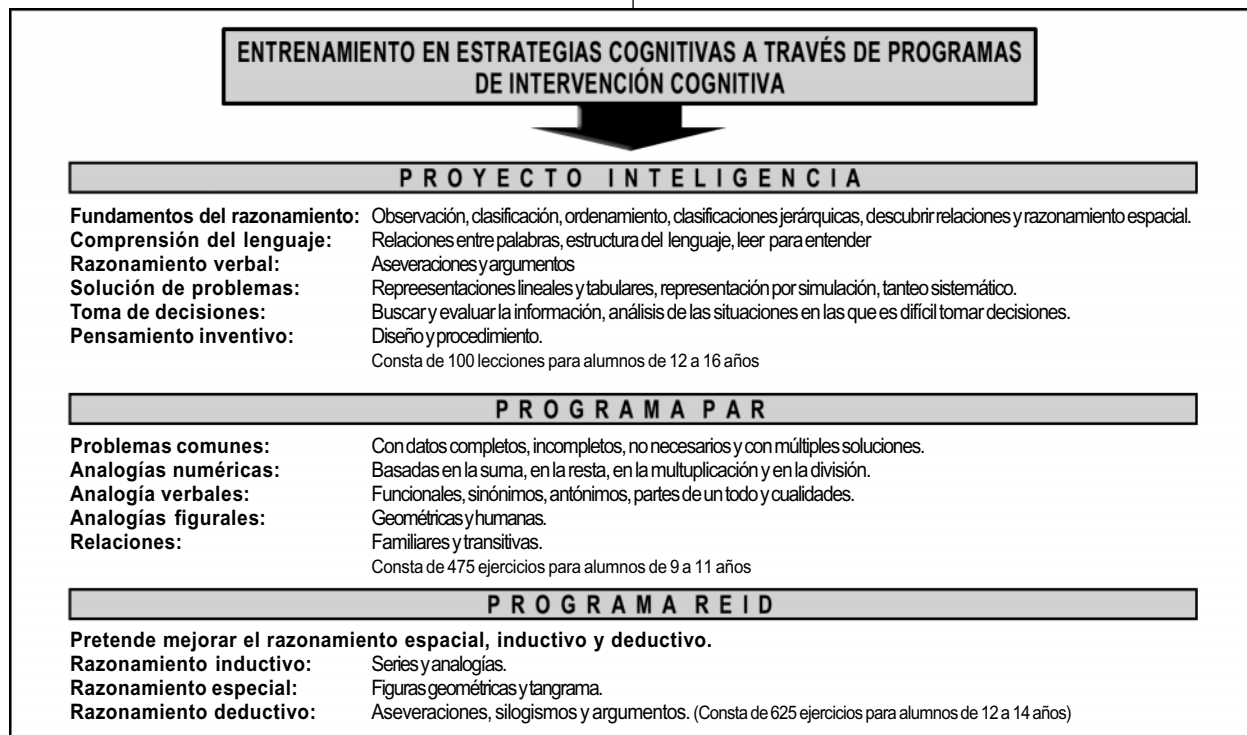 ENTRENAMIENTO EN ESTRATEGIAS COGNITIVAS A TRAVÉS DE PROGRAMAS
DE INTERVENCIÓN COGNITIVA
PROYECTO INTELIGENCIA
Fundamentos del razonamiento: Observación, clasificación, ordenamiento, clasificaciones jerárquicas, descubrir relaciones y razonamiento espacial.
Comprensión del lenguaje: Relaciones entre palabras, estructura del lenguaje, leer para entender
Razonamiento verbal: Aseveraciones y argumentos
Solución de problemas: Repreesentaciones lineales y tabulares, representación por simulación, tanteo sistemático.
Toma de decisiones: Buscar y evaluar la información, análisis de las situaciones en las que es difícil tomar decisiones.
Pensamiento inventivo: Diseño y procedimiento.
Consta de 100 lecciones para alumnos de 12 a 16 años
PROGRAMA PAR
Problemas comunes: Con datos completos, incompletos, no necesarios y con múltiples soluciones.
Analogías numéricas: Basadas en la suma, en la resta, en la multuplicación y en la división.
Analogía verbales: Funcionales, sinónimos, antónimos, partes de un todo y cualidades.
Analogías figurales: Geométricas y humanas.
Relaciones: Familiares y transitivas.
Consta de 475 ejercicios para alumnos de 9 a 11 años
PROGRAMA REID
Pretende mejorar el razonamiento espacial, inductivo y deductivo.
Razonamiento inductivo: Series y analogías.
Razonamiento especial: Figuras geométricas y tangrama.
Razonamiento deductivo: Aseveraciones, silogismos y argumentos. (Consta de 625 ejercicios para alumnos de 12 a 14 años)